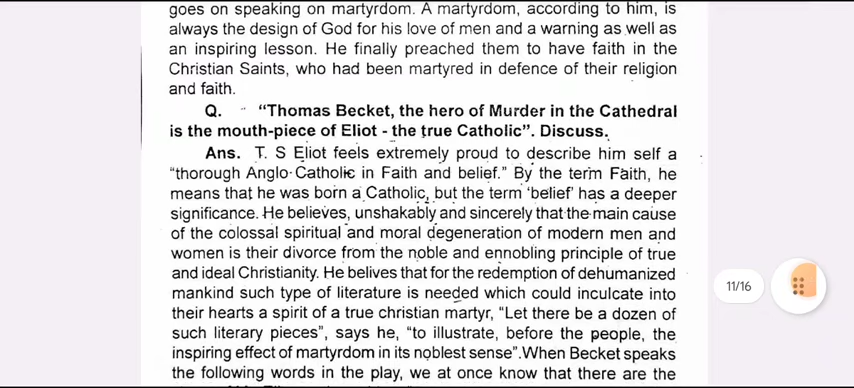 goes on speaking on martyrdom. A martyrdom, according to him, is
always the design of God for his love of men and a warning as well as
an inspiring lesson. He finally preached them to have faith in the
Christian Saints, who had been martyred in defence of their religion
and faith.
Q. "Thomas Becket, the hero of Murder in the Cathedral
is the mouth-piece of Eliot - the true Catholic". Discuss.
Ans. T. S Eliot feels extremely proud to describe him self a
"thorough Anglo-Catholic in Faith and belief." By the term Faith, he
means that he was born a Catholic, but the term 'belief' has a deeper
significance. He believes, unshakably and sincerely that the main cause
of the colossal spiritual and moral degeneration of modern men and
women is their divorce from the noble and ennobling principle of true
and ideal Christianity. He belives that for the redemption of dehumanized
mankind such type of literature is needed which could inculcate into
their hearts a spirit of a true christian martyr, "Let there be a dozen of
such literary pieces", says he, "to illustrate, before the people, the
inspiring effect of martyrdom in its noblest sense".When Becket speaks
the following words in the play, we at once know that there are the
11/16